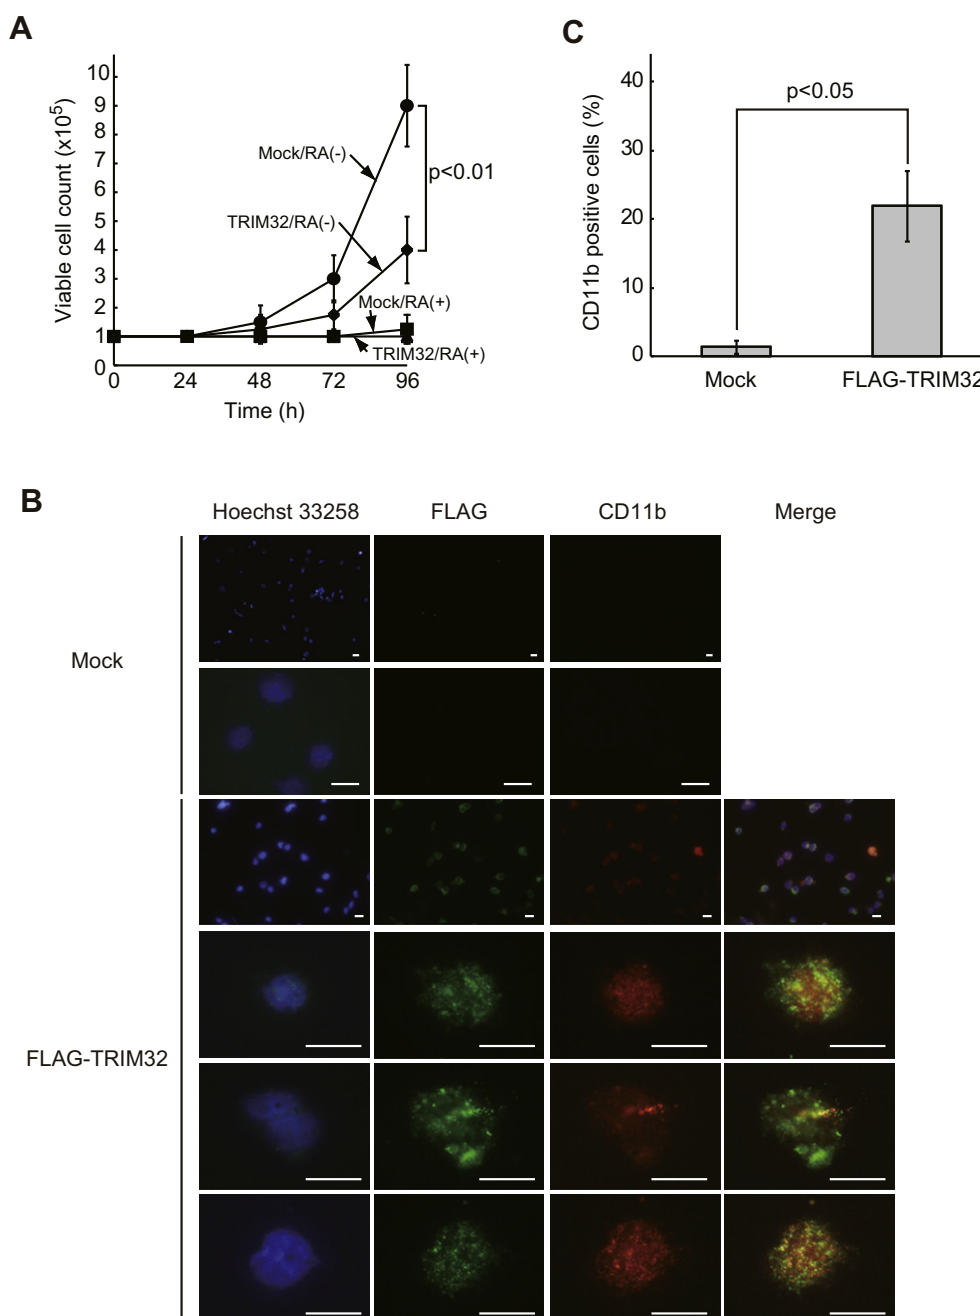 A
Viable cell count (x10⁵)
10
9
8
7
6
5
4
3
2
1
0
0 24 48 72 96
Time (h)
Mock/RA(-)
TRIM32/RA(-)
Mock/RA(+)
TRIM32/RA(+)
p<0.01
C
CD11b positive cells (%)
40
30
20
10
0
p<0.05
Mock FLAG-TRIM32
B
Hoechst 33258 FLAG CD11b Merge
Mock
FLAG-TRIM32